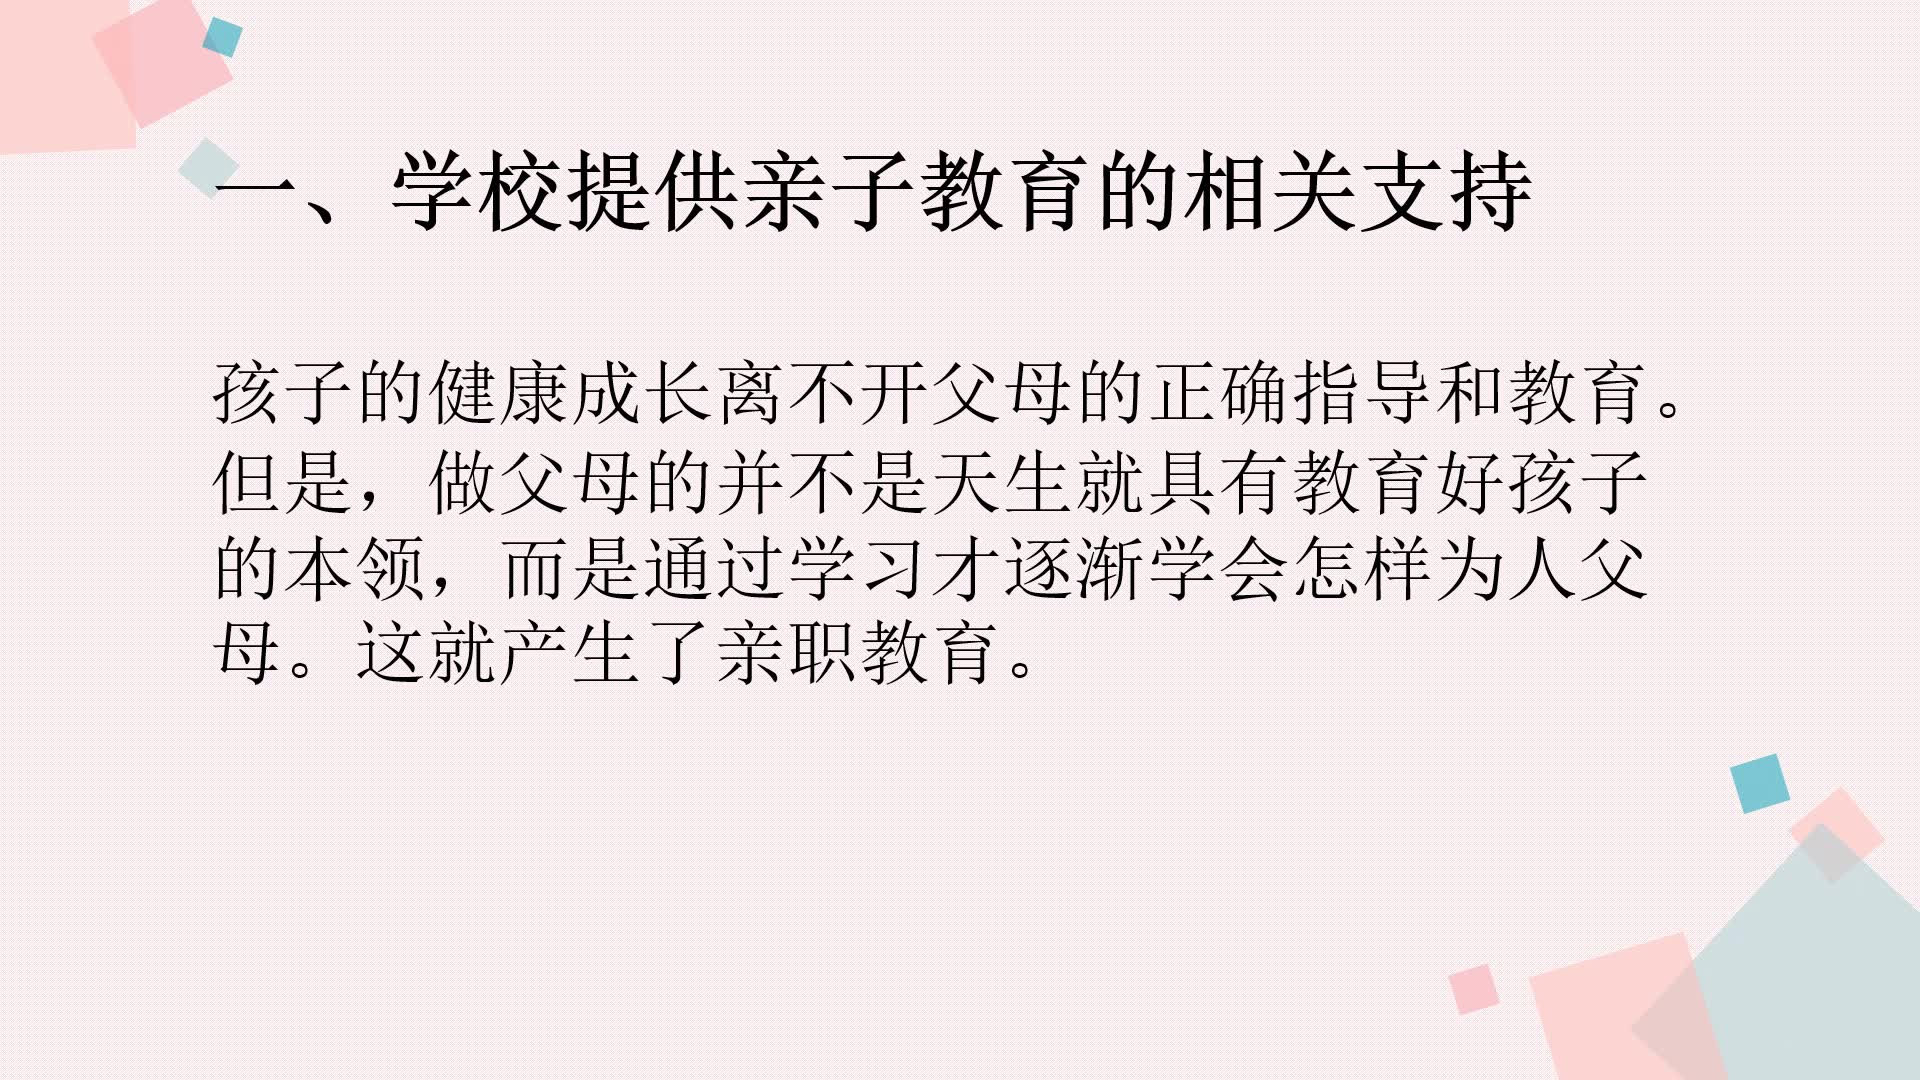 一、学校提供亲子教育的相关支持
孩子的健康成长离不开父母的正确指导和教育。
但是，做父母的并不是天生就具有教育好孩子
的本领，而是通过学习才逐渐学会怎样为人父
母。这就产生了亲职教育。